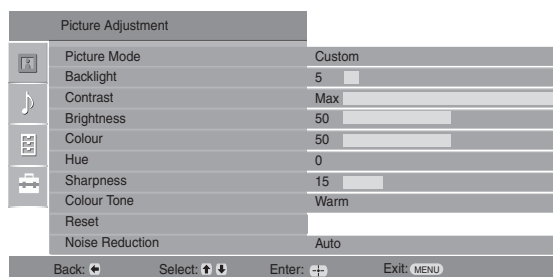 Picture Adjustment
Picture Mode Custom
Backlight 5
Contrast Max
Brightness 50
Colour 50
Hue 0
Sharpness 15
Colour Tone Warm
Reset
Noise Reduction Auto
Back: Select: Enter: Exit: MENU